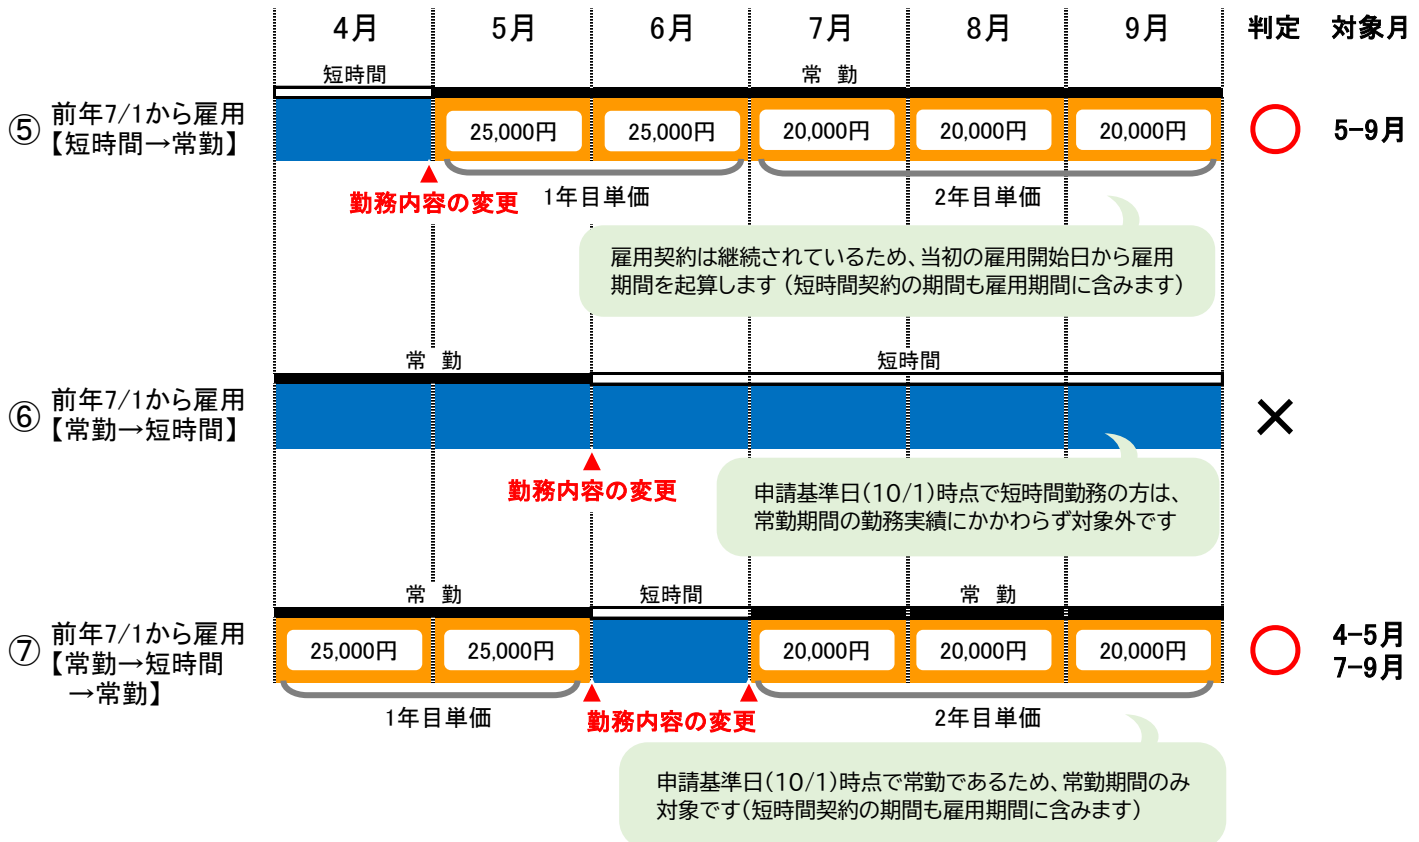 4月 5月 6月 7月 8月 9月 判定 対象月
短時間 常 勤
⑤ 前年7/1から雇用
【短時間→常勤】
25,000円 25,000円 20,000円 20,000円 20,000円
5-9月
勤務内容の変更 1年目単価 2年目単価
雇用契約は継続されているため、当初の雇用開始日から雇用
期間を起算します（短時間契約の期間も雇用期間に含みます）
常 勤 短時間
⑥ 前年7/1から雇用
【常勤→短時間】
×
勤務内容の変更
申請基準日(10/1)時点で短時間勤務の方は、
常勤期間の勤務実績にかかわらず対象外です
常 勤 短時間 常 勤
⑦ 前年7/1から雇用
【常勤→短時間
→常勤】
25,000円 25,000円 20,000円 20,000円 20,000円
4-5月
7-9月
1年目単価 勤務内容の変更 2年目単価
申請基準日(10/1)時点で常勤であるため、常勤期間のみ
対象です(短時間契約の期間も雇用期間に含みます)